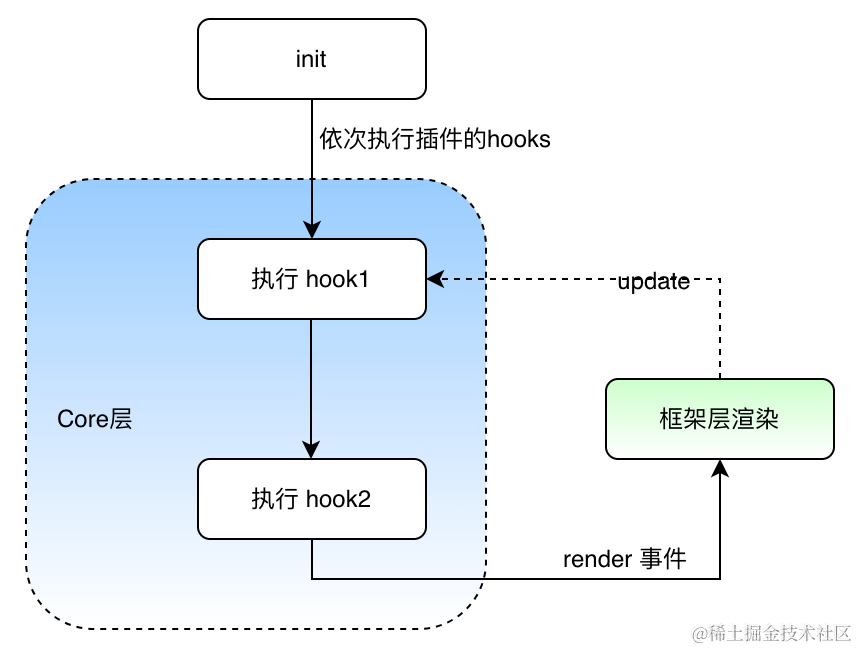 init
依次执行插件的hooks
执行 hook1
update
Core层
框架层渲染
执行 hook2
render 事件
@稀土掘金技术社区